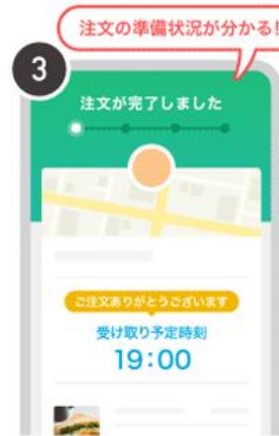 注文の準備状況が分かる!
3
注文が完了しました
ご注文ありがとうございます
受け取り予定時刻
19:00